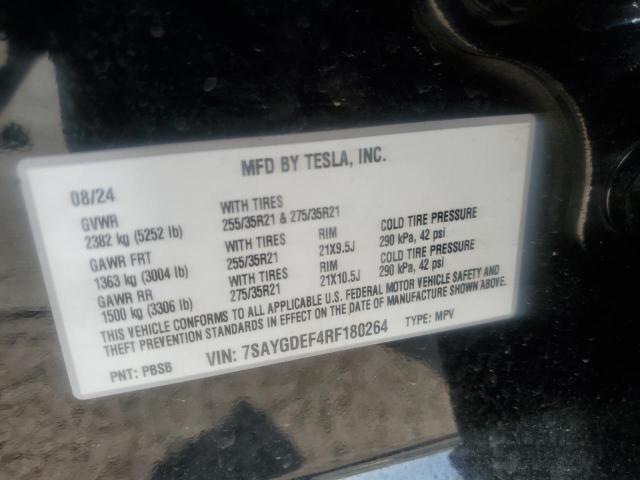 MFD BY TESLA, INC.
08/24
GVWR WITH TIRES
2382 kg (5252 lb) 255/35R21 & 275/35R21
GAWR FRT WITH TIRES RIM COLD TIRE PRESSURE
1363 kg (3004 lb) 255/35R21 21X9.5J 290 kPa, 42 psi
GAWR RR WITH TIRES RIM COLD TIRE PRESSURE
1500 kg (3306 lb) 275/35R21 21X10.5J 290 kPa, 42 psi
THIS VEHICLE CONFORMS TO ALL APPLICABLE U.S. FEDERAL MOTOR VEHICLE SAFETY AND
THEFT PREVENTION STANDARDS IN EFFECT ON THE DATE OF MANUFACTURE SHOWN ABOVE.
PNT: PBSB VIN: 7SAYGDEF4RF180264 TYPE: MPV